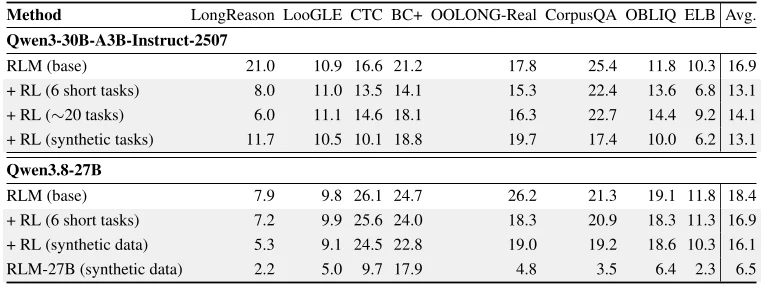 Method LongReason LooGLE CTC BC+ OOLONG-Real CorpusQA OBLIQ ELB Avg.
Qwen3-30B-A3B-Instruct-2507
RLM (base) 21.0 10.9 16.6 21.2 17.8 25.4 11.8 10.3 16.9
+ RL (6 short tasks) 8.0 11.0 13.5 14.1 15.3 22.4 13.6 6.8 13.1
+ RL (∼20 tasks) 6.0 11.1 14.6 18.1 16.3 22.7 14.4 9.2 14.1
+ RL (synthetic tasks) 11.7 10.5 10.1 18.8 19.7 17.4 10.0 6.2 13.1
Qwen3.8-27B
RLM (base) 7.9 9.8 26.1 24.7 26.2 21.3 19.1 11.8 18.4
+ RL (6 short tasks) 7.2 9.9 25.6 24.0 18.3 20.9 18.3 11.3 16.9
+ RL (synthetic data) 5.3 9.1 24.5 22.8 19.0 19.2 18.6 10.3 16.1
RLM-27B (synthetic data) 2.2 5.0 9.7 17.9 4.8 3.5 6.4 2.3 6.5